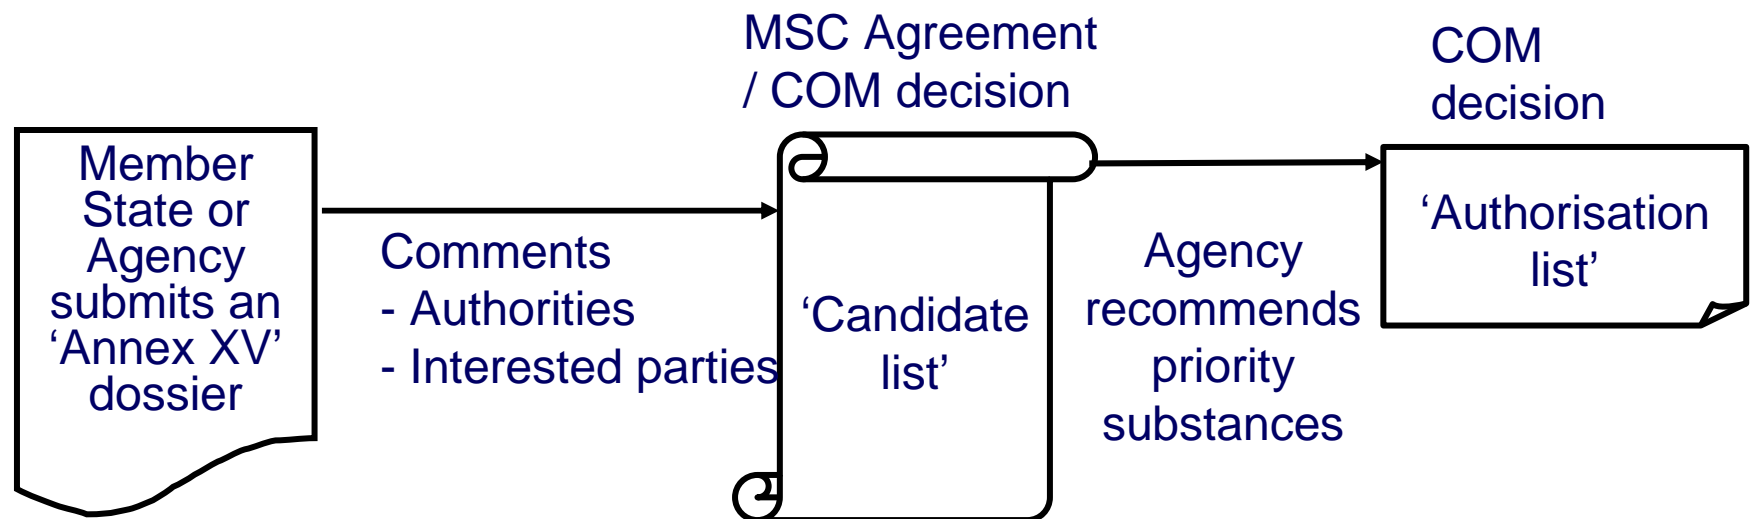 MSC Agreement
/ COM decision
COM
decision
Member
State or
Agency
submits an
‘Annex XV’
dossier
Comments
- Authorities
- Interested parties
‘Candidate
list’
Agency
recommends
priority
substances
‘Authorisation
list’